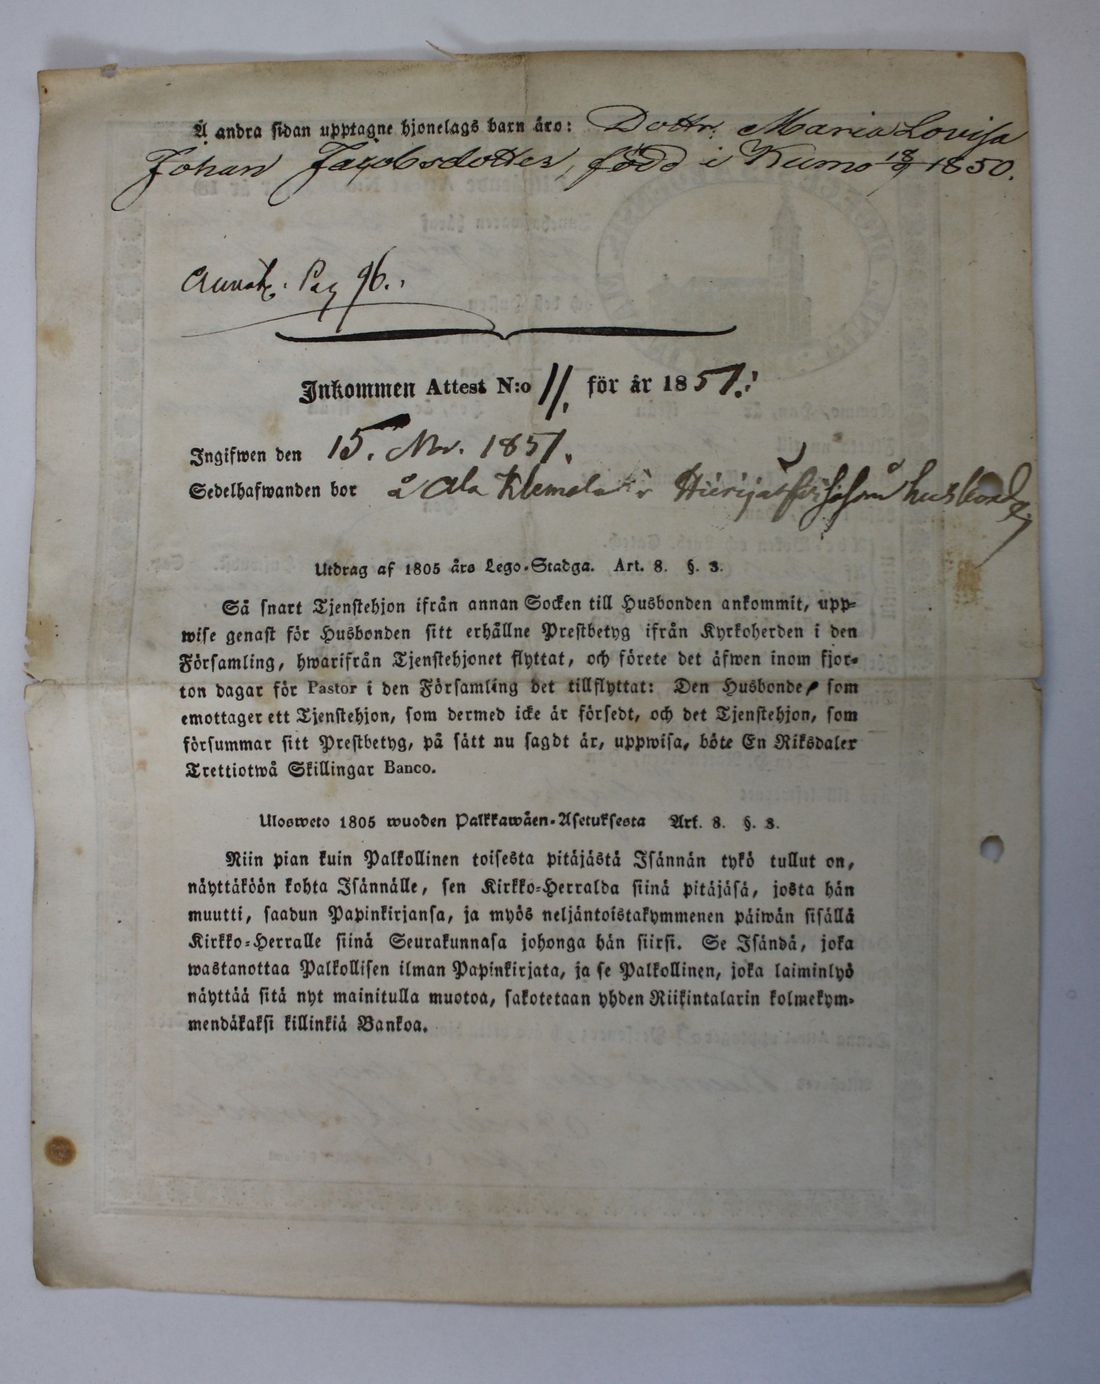 Å andra sidan upptagne hjonelags barn äro: Dottr. Maria Lovisa
Johan Jacobsdotter, född i Kumo 18/9 1850.
Pag 96.
Inkommen Attest N:o 11. för år 1851.
Ingifwen den 15. Nov. 1851.
Sedelhafwanden bor å Ala Klemola i
Utdrag af 1805 års Lego-Stadga. Art. 8. §. 3.
Så snart Tjenstehjon ifrån annan Socken till Husbonden ankommit, upp-
wise genast för Husbonden sitt erhållne Prestbetyg ifrån Kyrkoherden i den
Församling, hwarifrån Tjenstehjonet flyttat, och förete det äfwen inom fjor-
ton dagar för Pastor i den Församling det tillflyttat: Den Husbonde, som
emottager ett Tjenstehjon, som dermed icke är försedt, och det Tjenstehjon, som
försummar sitt Prestbetyg, på sätt nu sagdt är, uppwisa, böte En Riksdaler
Trettiotwå Skillingar Banco.
Ulosweto 1805 wuoden Palkkawäen-Asetuksesta Art. 8. §. 3.
Niin pian kuin Palkollinen toisesta pitäjästä Isännän tykö tullut on,
näyttäköön kohta Isännälle, sen Kirkko-Herralda siinä pitäjäsä, josta hän
muutti, saadun Papinkirjansa, ja myös neljäntoistakymmenen päiwän sisällä
Kirkko-Herralle siinä Seurakunnasa johonga hän siirsi. Se Isändä, joka
wastanottaa Palkollisen ilman Papinkirjata, ja se Palkollinen, joka laiminlyö
näyttää sitä nyt mainitulla muotoa, sakotetaan yhden Riikintalarin kolmekym-
mendäkaksi killinkiä Bankoa.